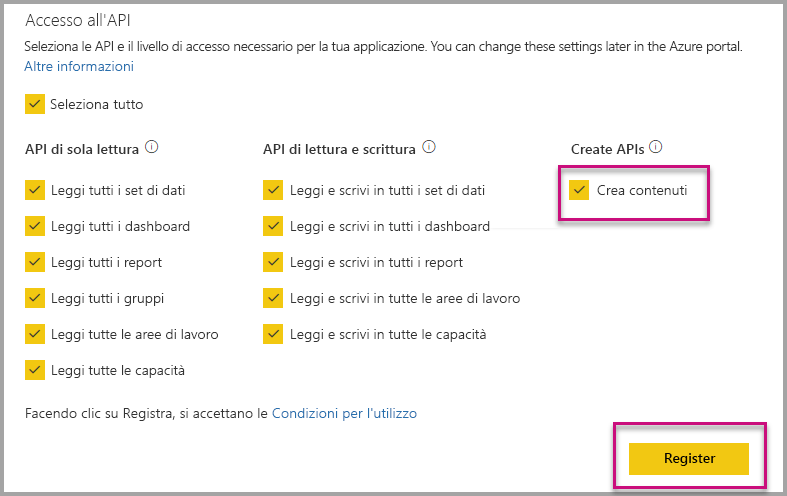 Accesso all'API
Seleziona le API e il livello di accesso necessario per la tua applicazione. You can change these settings later in the Azure portal.
Altre informazioni
Seleziona tutto
API di sola lettura
Leggi tutti i set di dati
Leggi tutti i dashboard
Leggi tutti i report
Leggi tutti i gruppi
Leggi tutte le aree di lavoro
Leggi tutte le capacità
API di lettura e scrittura
Leggi e scrivi in tutti i set di dati
Leggi e scrivi in tutti i dashboard
Leggi e scrivi in tutti i report
Leggi e scrivi in tutte le aree di lavoro
Leggi e scrivi in tutte le capacità
Create APIs
Crea contenuti
Facendo clic su Registra, si accettano le Condizioni per l'utilizzo
Register